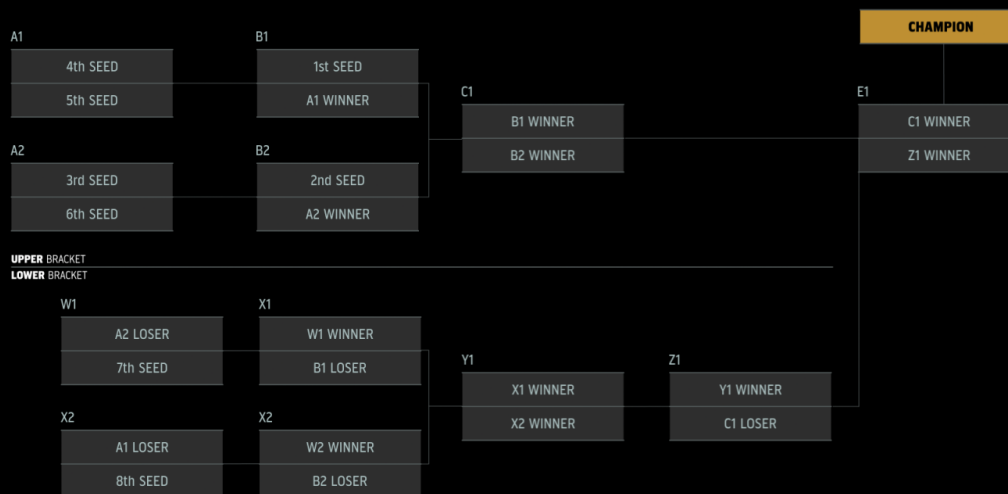 CHAMPION
A1
4th SEED
5th SEED
B1
1st SEED
A1 WINNER
C1
B1 WINNER
B2 WINNER
E1
C1 WINNER
Z1 WINNER
A2
3rd SEED
6th SEED
B2
2nd SEED
A2 WINNER
UPPER BRACKET
LOWER BRACKET
W1
A2 LOSER
7th SEED
X1
W1 WINNER
B1 LOSER
Y1
X1 WINNER
X2 WINNER
Z1
Y1 WINNER
C1 LOSER
X2
A1 LOSER
8th SEED
X2
W2 WINNER
B2 LOSER